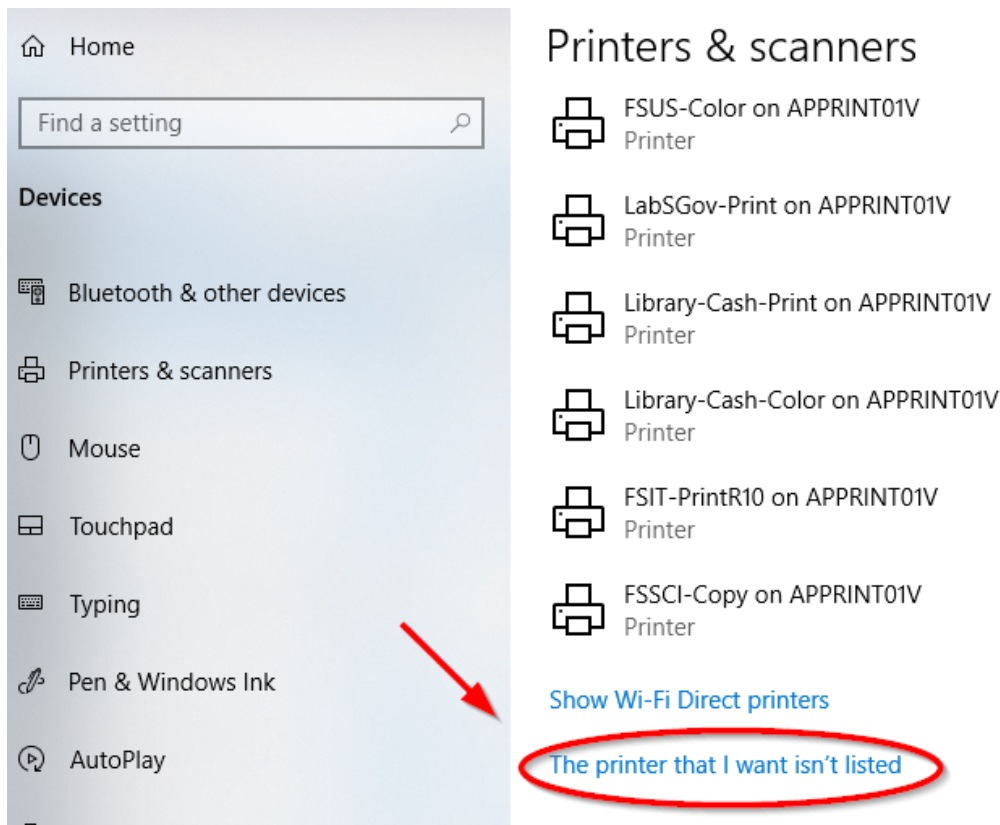 Home
Find a setting
Devices
Bluetooth & other devices
Printers & scanners
Mouse
Touchpad
Typing
Pen & Windows Ink
AutoPlay
Printers & scanners
FSUS-Color on APPRINT01V
Printer
LabSGov-Print on APPRINT01V
Printer
Library-Cash-Print on APPRINT01V
Printer
Library-Cash-Color on APPRINT01V
Printer
FSIT-PrintR10 on APPRINT01V
Printer
FSSCI-Copy on APPRINT01V
Printer
Show Wi-Fi Direct printers
The printer that I want isn’t listed